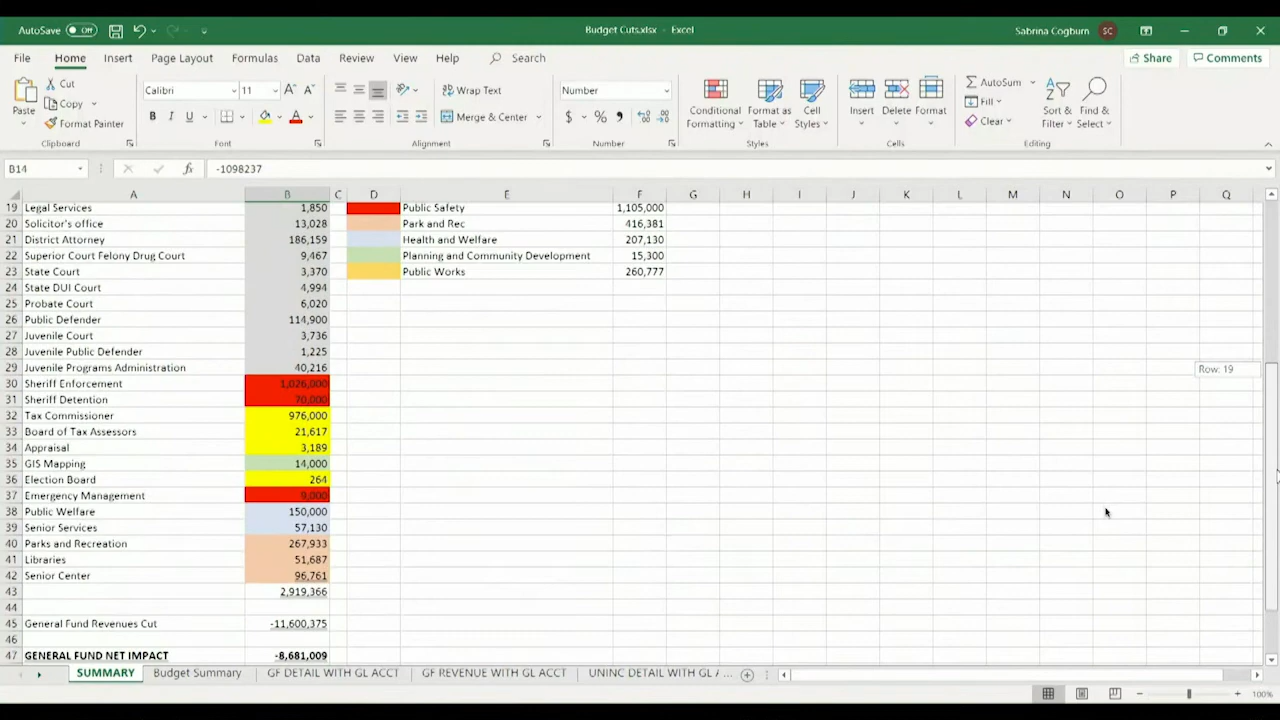 AutoSave Off Budget Cuts.xlsx - Excel Sabrina Cogburn SC
File Home Insert Page Layout Formulas Data Review View Help Search Share Comments
Paste Cut Copy Format Painter Clipboard
Calibri 11 A A B I U A Font
Wrap Text Merge & Center Alignment
Number $ % Number
Conditional Formatting Format as Table Cell Styles Styles
Insert Delete Format Cells
AutoSum Fill Clear Sort & Filter Find & Select Editing
B14 fx -1098237
A B C D E F G H I J K L M N O P Q
19 Legal Services 1,850 Public Safety 1,105,000
20 Solicitor's office 13,028 Park and Rec 416,381
21 District Attorney 186,159 Health and Welfare 207,130
22 Superior Court Felony Drug Court 9,467 Planning and Community Development 15,300
23 State Court 3,370 Public Works 260,777
24 State DUI Court 4,994
25 Probate Court 6,020
26 Public Defender 114,900
27 Juvenile Court 3,736
28 Juvenile Public Defender 1,225
29 Juvenile Programs Administration 40,216 Row: 19
30 Sheriff Enforcement 1,026,000
31 Sheriff Detention 70,000
32 Tax Commissioner 976,000
33 Board of Tax Assessors 21,617
34 Appraisal 3,189
35 GIS Mapping 14,000
36 Election Board 264
37 Emergency Management 9,000
38 Public Welfare 150,000
39 Senior Services 57,130
40 Parks and Recreation 267,933
41 Libraries 51,687
42 Senior Center 96,761
43 2,919,366
44
45 General Fund Revenues Cut -11,600,375
46
47 GENERAL FUND NET IMPACT -8,681,009
SUMMARY Budget Summary GF DETAIL WITH GL ACCT GF REVENUE WITH GL ACCT UNINC DETAIL WITH GL A ...
100%